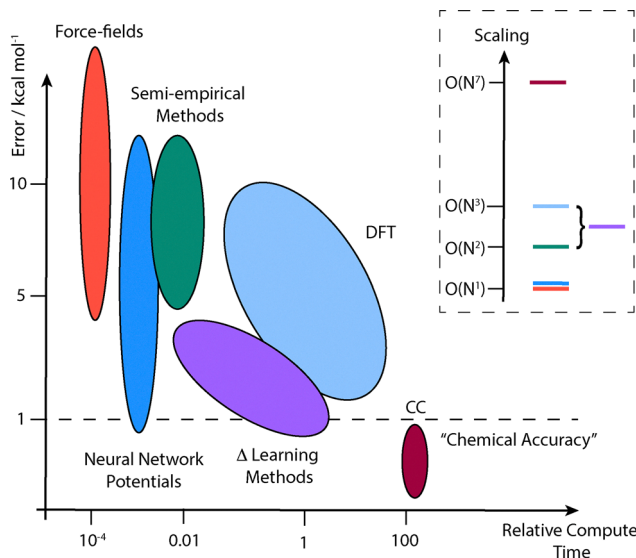 Force-fields
Semi-empirical
Methods
Error / kcal mol⁻¹
10
5
1
DFT
CC
"Chemical Accuracy"
Neural Network
Potentials
Δ Learning
Methods
10⁻⁴
0.01
1
100
Relative Compute
Time
Scaling
O(N⁷)
O(N³)
}
O(N²)
O(N¹)